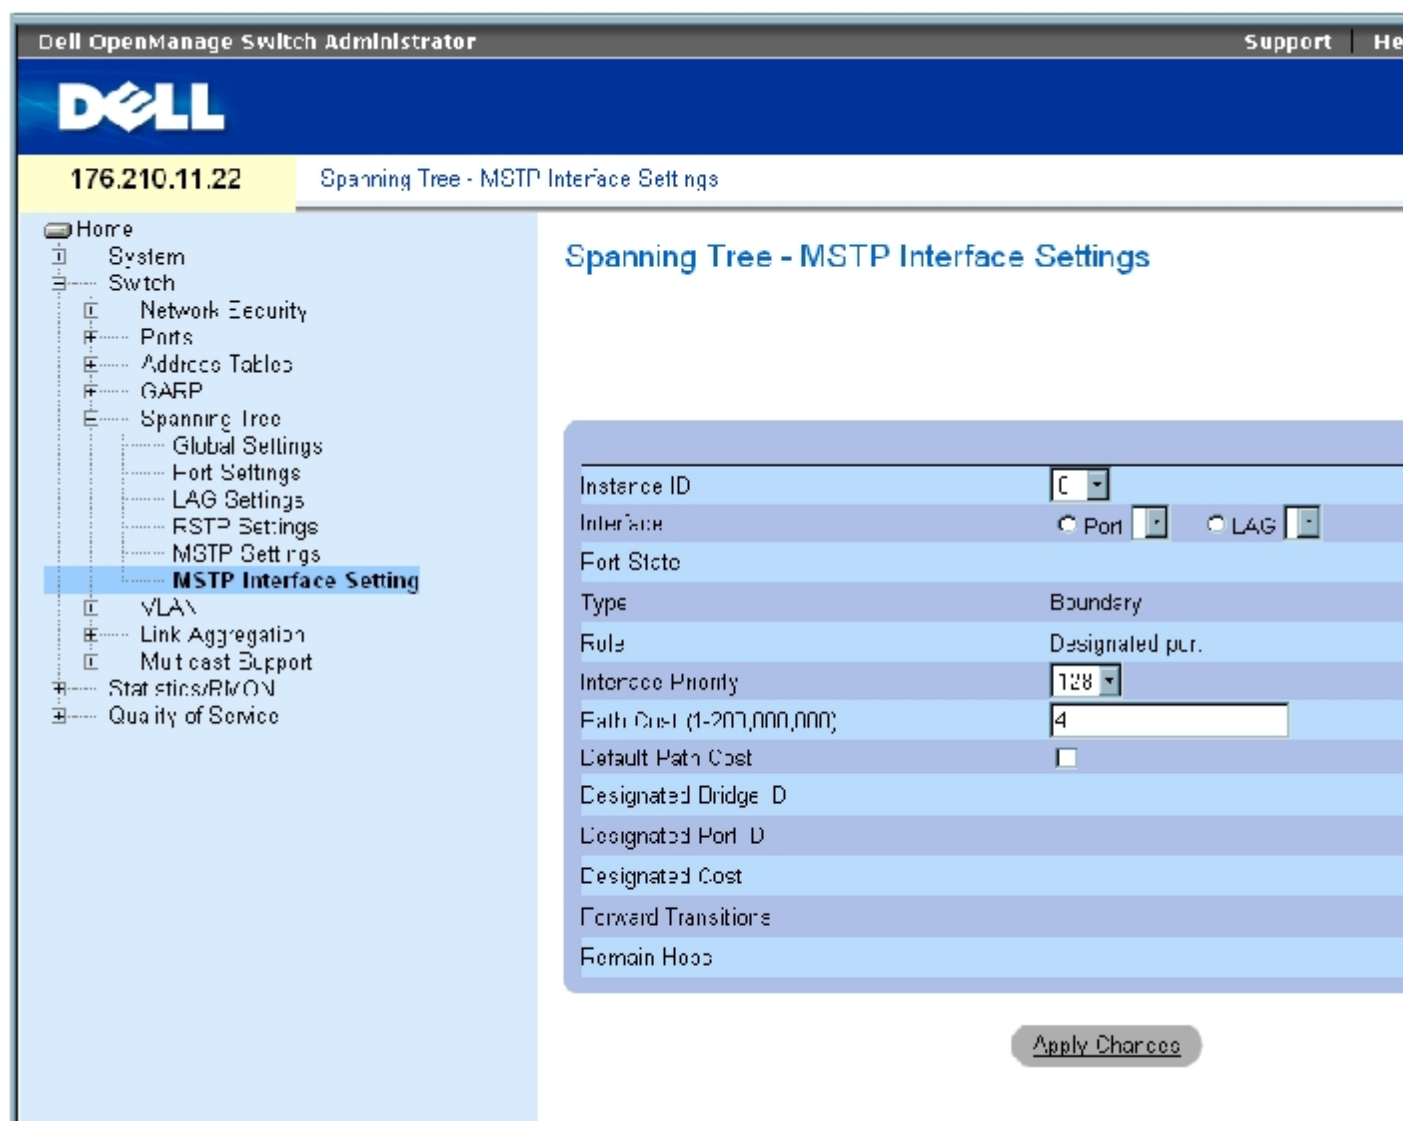 Dell OpenManage Switch Administrator
Support
He
DELL
176.210.11.22
Spanning Tree - MSTP Interface Settings
Home
System
Switch
Network Security
Ports
Address Tables
GARP
Spanning Tree
Global Settings
Port Settings
LAG Settings
RSTP Settings
MSTP Settings
MSTP Interface Setting
VLAN
Link Aggregation
Multicast Support
Statistics/RMON
Quality of Service
Spanning Tree - MSTP Interface Settings
Instance ID 0
Interface Port LAG
Port State
Type Boundary
Role Designated
Interface Priority 128
Path Cost (1-200,000,000) 4
Default Path Cost
Designated Bridge ID
Designated Port ID
Designated Cost
Forward Transitions
Remain Hops
Apply Changes